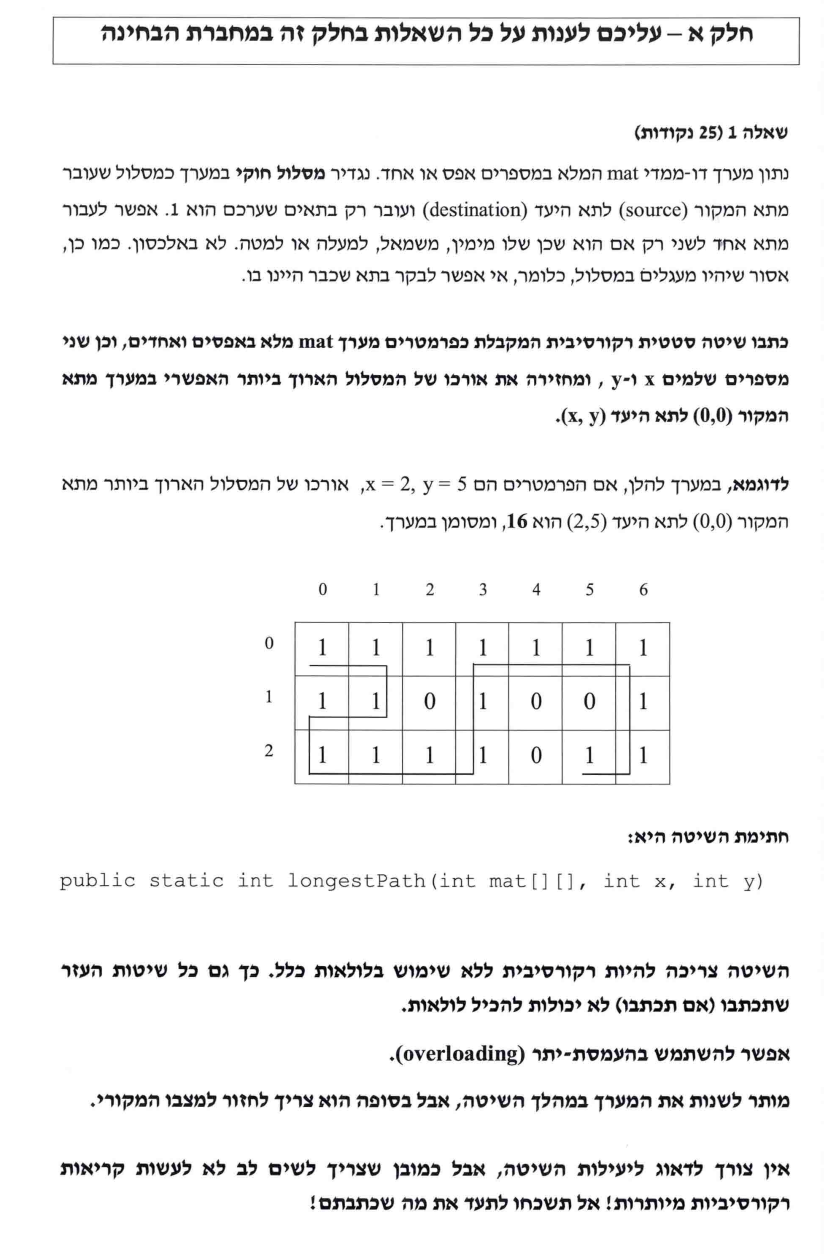 חלק א – עליכם לענות על כל השאלות בחלק זה במחברת הבחינה
שאלה 1 (25 נקודות)
נתון מערך דו-ממדי mat המלא במספרים אפס או אחד. נגדיר מסלול חוקי במערך כמסלול שעובר
מתא המקור (source) לתא היעד (destination) ועובר רק בתאים שערכם הוא 1. אפשר לעבור
מתא אחד לשני רק אם הוא שכן שלו מימין, משמאל, למעלה או למטה. לא באלכסון. כמו כן,
אסור שיהיו מעגלים במסלול, כלומר, אי אפשר לבקר בתא שכבר היינו בו.
כתבו שיטה סטטית רקורסיבית המקבלת כפרמטרים מערך mat מלא באפסים ואחדים, וכן שני
מספרים שלמים x ו-y , ומחזירה את אורכו של המסלול הארוך ביותר האפשרי במערך מתא
המקור (0,0) לתא היעד (x, y).
לדוגמא, במערך להלן, אם הפרמטרים הם x = 2, y = 5, אורכו של המסלול הארוך ביותר מתא
המקור (0,0) לתא היעד (2,5) הוא 16, ומסומן במערך.
0 1 2 3 4 5 6
0 1 1 1 1 1 1 1
1 1 1 0 1 0 0 1
2 1 1 1 1 0 1 1
חתימת השיטה היא:
public static int longestPath(int mat[][], int x, int y)
השיטה צריכה להיות רקורסיבית ללא שימוש בלולאות כלל. כך גם כל שיטות העזר
שתכתבו (אם תכתבו) לא יכולות להכיל לולאות.
אפשר להשתמש בהעמסת-יתר (overloading).
מותר לשנות את המערך במהלך השיטה, אבל בסופה הוא צריך לחזור למצבו המקורי.
אין צורך לדאוג ליעילות השיטה, אבל כמובן שצריך לשים לב לא לעשות קריאות
רקורסיביות מיותרות! אל תשכחו לתעד את מה שכתבתם!